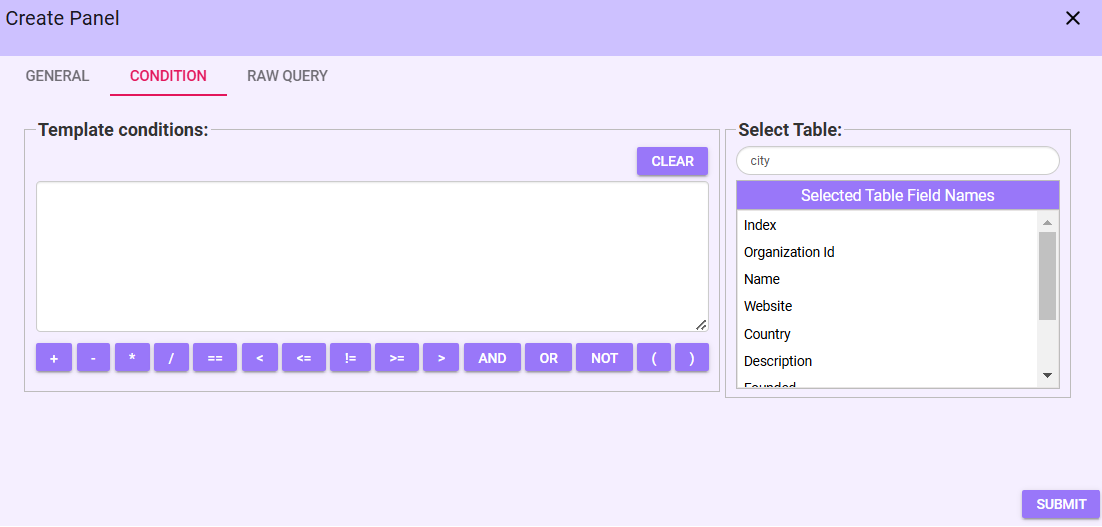 Create Panel
GENERAL CONDITION RAW QUERY
Template conditions:
CLEAR
+ - * / == < <= != >= > AND OR NOT ( )
Select Table:
city
Selected Table Field Names
Index
Organization Id
Name
Website
Country
Description
Founded
SUBMIT